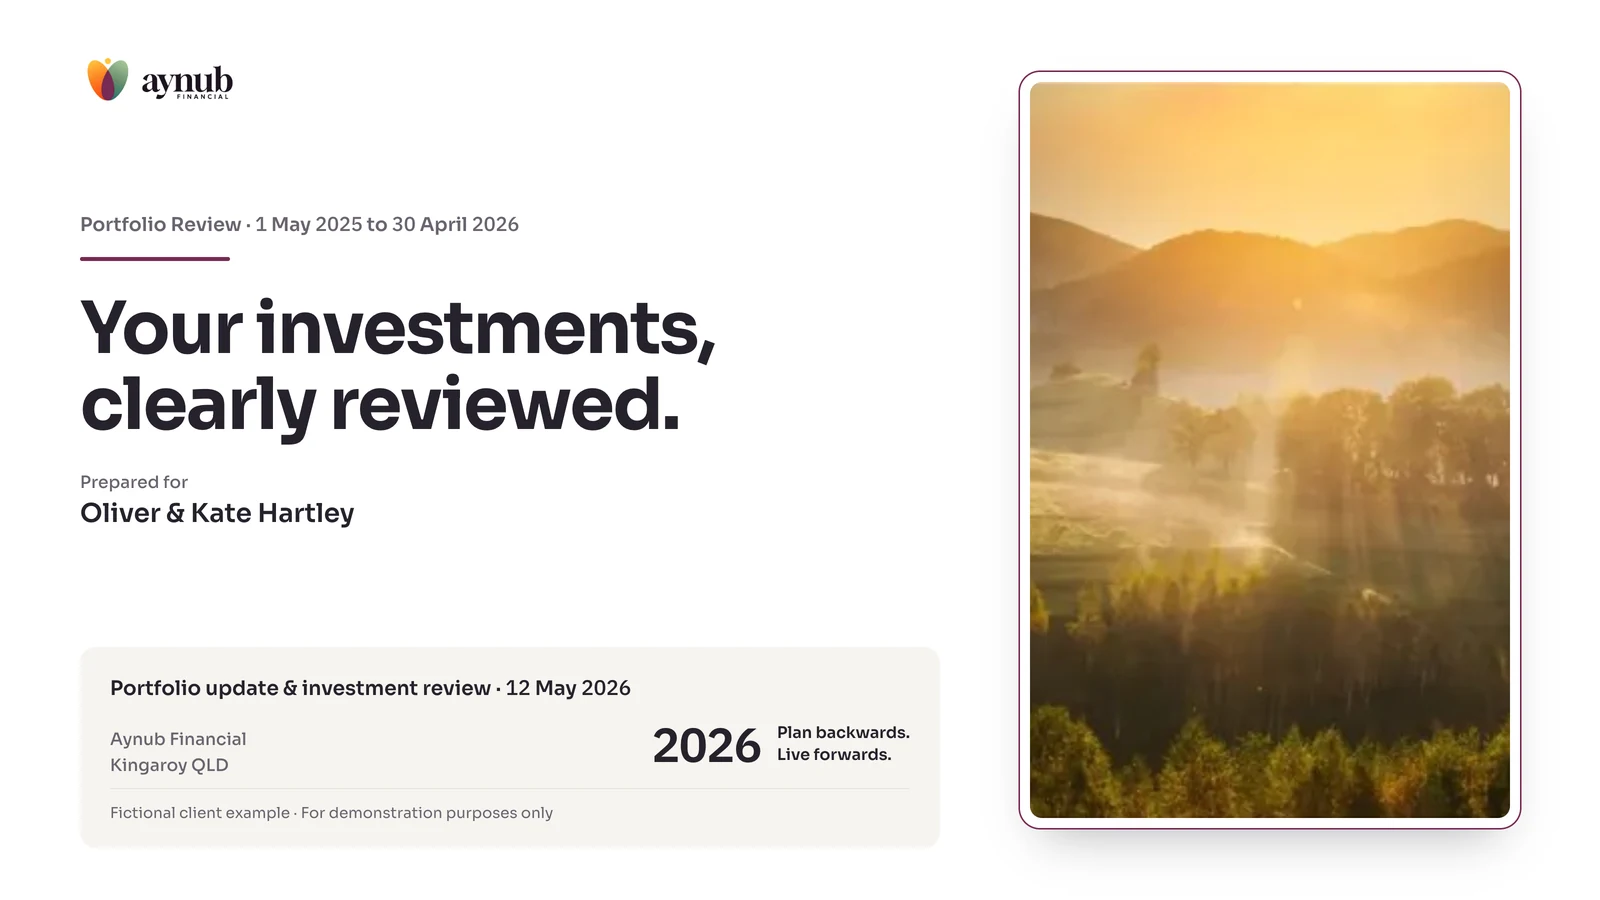 aynub
FINANCIAL
Portfolio Review · 1 May 2025 to 30 April 2026
Your investments,
clearly reviewed.
Prepared for
Oliver & Kate Hartley
Portfolio update & investment review · 12 May 2026
Aynub Financial
Kingaroy QLD
2026
Plan backwards.
Live forwards.
Fictional client example · For demonstration purposes only